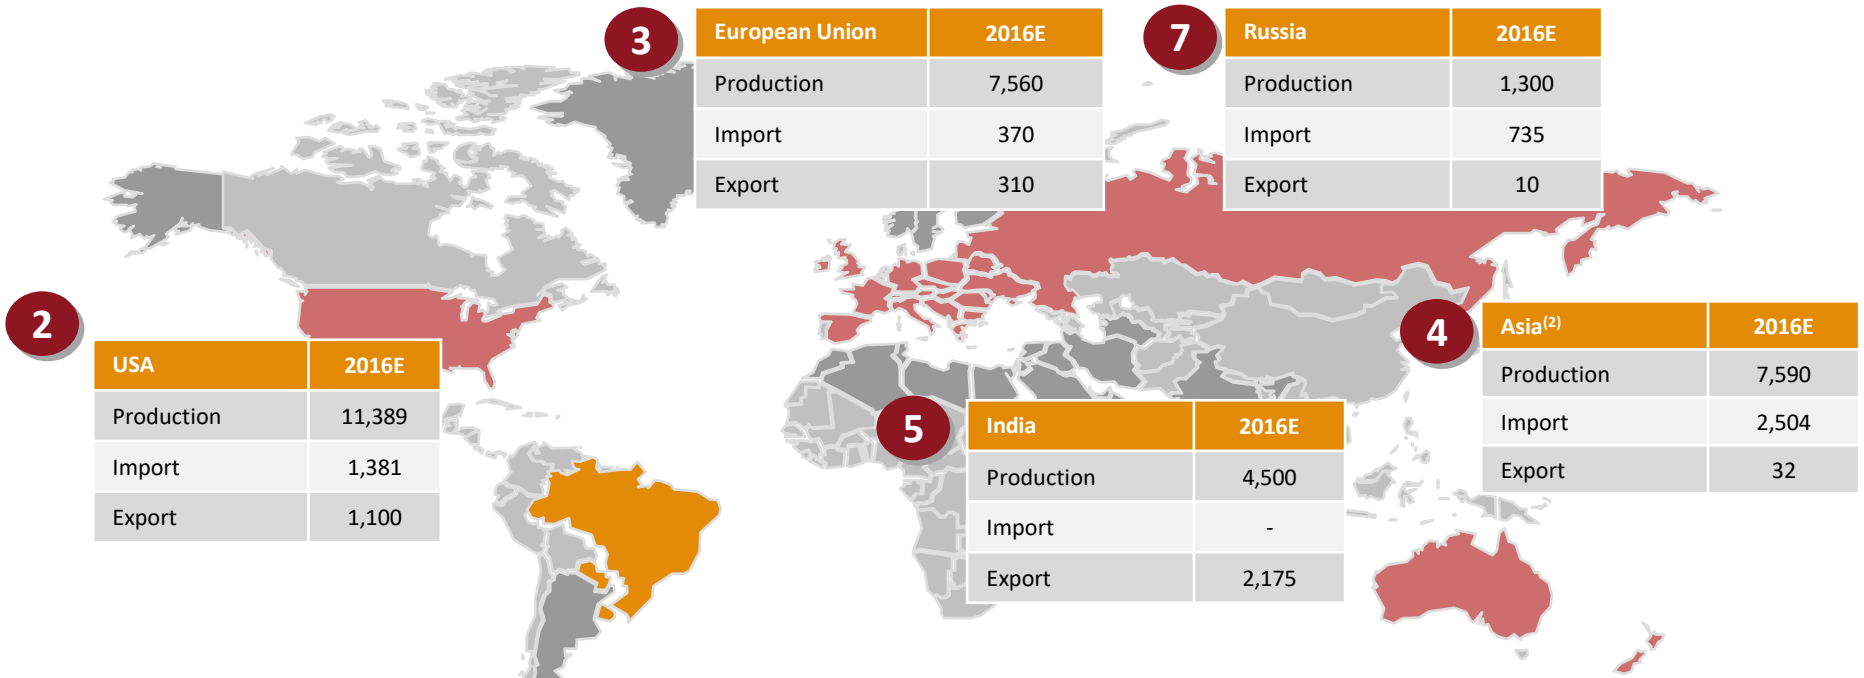 3
European Union 2016E
Production 7,560
Import 370
Export 310
7
Russia 2016E
Production 1,300
Import 735
Export 10
2
USA 2016E
Production 11,389
Import 1,381
Export 1,100
4
Asia(2) 2016E
Production 7,590
Import 2,504
Export 32
5
India 2016E
Production 4,500
Import -
Export 2,175